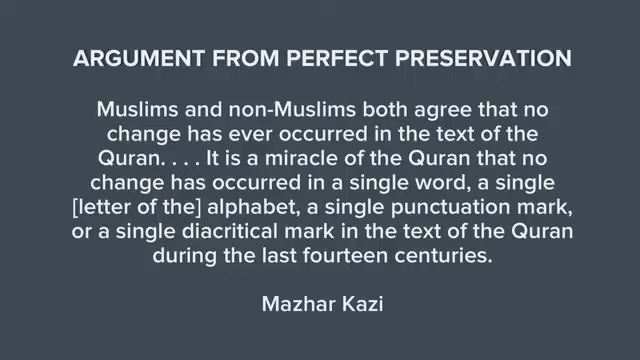 ARGUMENT FROM PERFECT PRESERVATION
Muslims and non-Muslims both agree that no
change has ever occurred in the text of the
Quran. . . . It is a miracle of the Quran that no
change has occurred in a single word, a single
[letter of the] alphabet, a single punctuation mark,
or a single diacritical mark in the text of the Quran
during the last fourteen centuries.
Mazhar Kazi